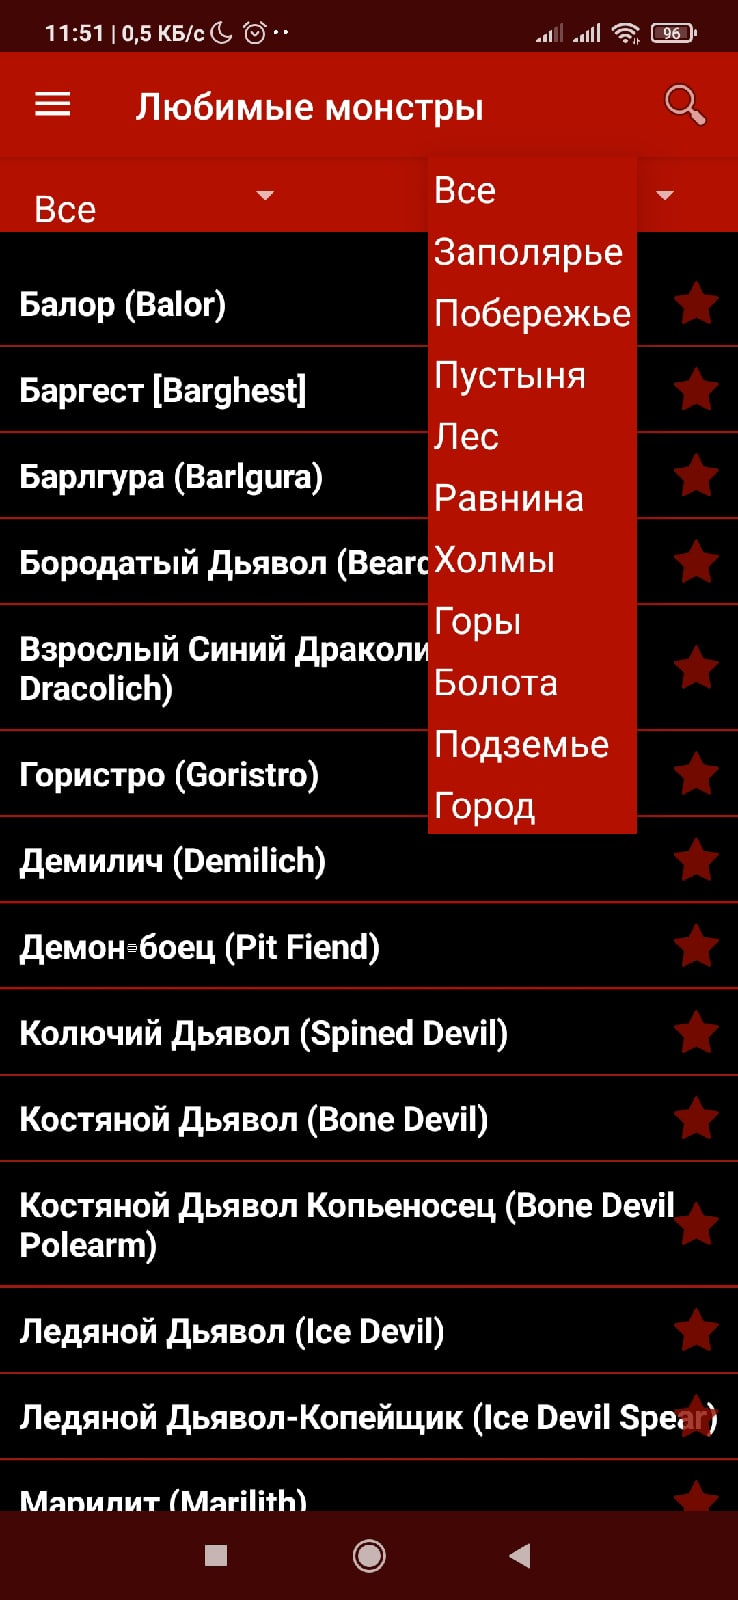 11:51 | 0,5 КБ/с
96
Любимые монстры
Все
Все
Заполярье
Побережье
Пустыня
Лес
Равнина
Холмы
Горы
Болота
Подземье
Город
Балор (Balor)
Баргест [Barghest]
Барлгура (Barlgura)
Бородатый Дьявол (Beard
Взрослый Синий Драколи
Dracolich)
Гористро (Goristro)
Демилич (Demilich)
Демон-боец (Pit Fiend)
Колючий Дьявол (Spined Devil)
Костяной Дьявол (Bone Devil)
Костяной Дьявол Копьеносец (Bone Devil
Polearm)
Ледяной Дьявол (Ice Devil)
Ледяной Дьявол-Копейщик (Ice Devil Spear)
Марилит (Marilith)